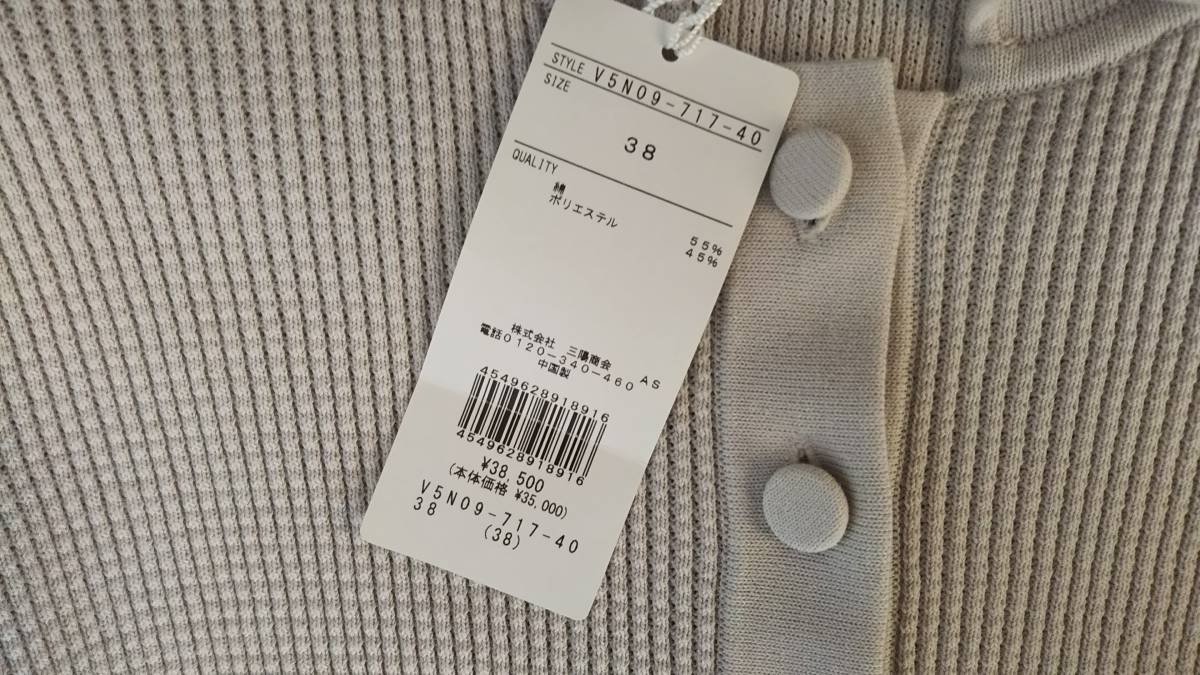 STYLE V5N09-717-40
SIZE
38
QUALITY
綿 55%
ポリエステル 45%
株式会社 三陽商会
電話0120-340-460 AS
中国製
4549628918916
4549628918916
¥38,500
(本体価格 ¥35,000)
V5N09-717-40
38 (38)